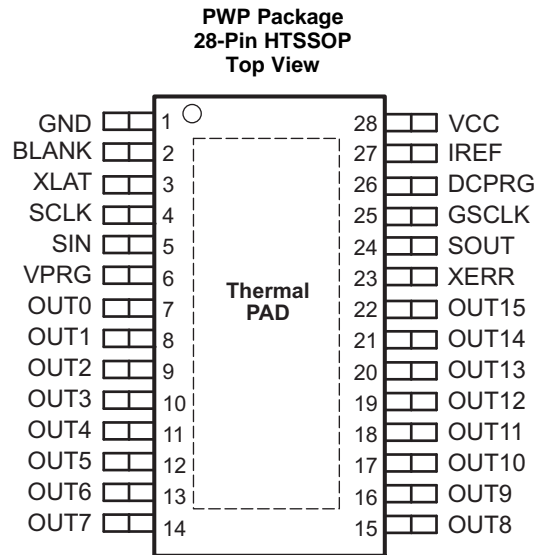 PWP Package
28-Pin HTSSOP
Top View
GND 1 28 VCC
BLANK 2 27 IREF
XLAT 3 26 DCPRG
SCLK 4 25 GSCLK
SIN 5 24 SOUT
VPRG 6 23 XERR
OUT0 7 22 OUT15
OUT1 8 21 OUT14
OUT2 9 20 OUT13
OUT3 10 19 OUT12
OUT4 11 18 OUT11
OUT5 12 17 OUT10
OUT6 13 16 OUT9
OUT7 14 15 OUT8
Thermal
PAD